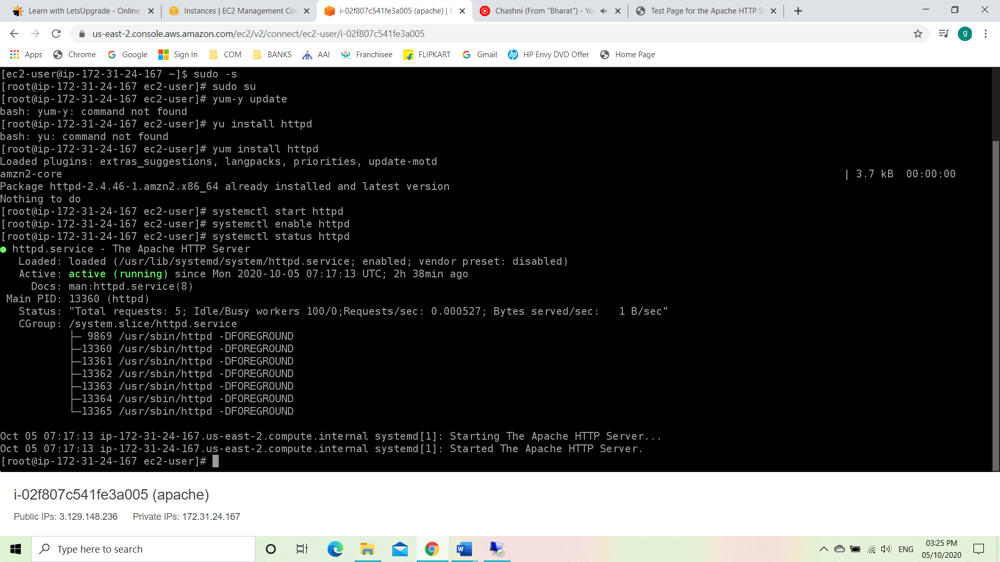 Learn with LetsUpgrade - Online
Instances | EC2 Management Con
i-02f807c541fe3a005 (apache) | E
Chashni (From "Bharat") - Yo
Test Page for the Apache HTTP S
us-east-2.console.aws.amazon.com/ec2/v2/connect/ec2-user/i-02f807c541fe3a005
g
Apps Chrome Google Sign In COM BANKS AAI Franchisee FLIPKART Gmail HP Envy DVD Offer Home Page
[ec2-user@ip-172-31-24-167 ~]$ sudo -s
[root@ip-172-31-24-167 ec2-user]# sudo su
[root@ip-172-31-24-167 ec2-user]# yum-y update
bash: yum-y: command not found
[root@ip-172-31-24-167 ec2-user]# yu install httpd
bash: yu: command not found
[root@ip-172-31-24-167 ec2-user]# yum install httpd
Loaded plugins: extras_suggestions, langpacks, priorities, update-motd
amzn2-core | 3.7 kB 00:00:00
Package httpd-2.4.46-1.amzn2.x86_64 already installed and latest version
Nothing to do
[root@ip-172-31-24-167 ec2-user]# systemctl start httpd
[root@ip-172-31-24-167 ec2-user]# systemctl enable httpd
[root@ip-172-31-24-167 ec2-user]# systemctl status httpd
● httpd.service - The Apache HTTP Server
Loaded: loaded (/usr/lib/systemd/system/httpd.service; enabled; vendor preset: disabled)
Active: active (running) since Mon 2020-10-05 07:17:13 UTC; 2h 38min ago
Docs: man:httpd.service(8)
Main PID: 13360 (httpd)
Status: "Total requests: 5; Idle/Busy workers 100/0;Requests/sec: 0.000527; Bytes served/sec:   1 B/sec"
CGroup: /system.slice/httpd.service
├─ 9869 /usr/sbin/httpd -DFOREGROUND
├─13360 /usr/sbin/httpd -DFOREGROUND
├─13361 /usr/sbin/httpd -DFOREGROUND
├─13362 /usr/sbin/httpd -DFOREGROUND
├─13363 /usr/sbin/httpd -DFOREGROUND
├─13364 /usr/sbin/httpd -DFOREGROUND
└─13365 /usr/sbin/httpd -DFOREGROUND
Oct 05 07:17:13 ip-172-31-24-167.us-east-2.compute.internal systemd[1]: Starting The Apache HTTP Server...
Oct 05 07:17:13 ip-172-31-24-167.us-east-2.compute.internal systemd[1]: Started The Apache HTTP Server.
[root@ip-172-31-24-167 ec2-user]#
i-02f807c541fe3a005 (apache)
Public IPs: 3.129.148.236 Private IPs: 172.31.24.167
Type here to search
ENG
03:25 PM
05/10/2020